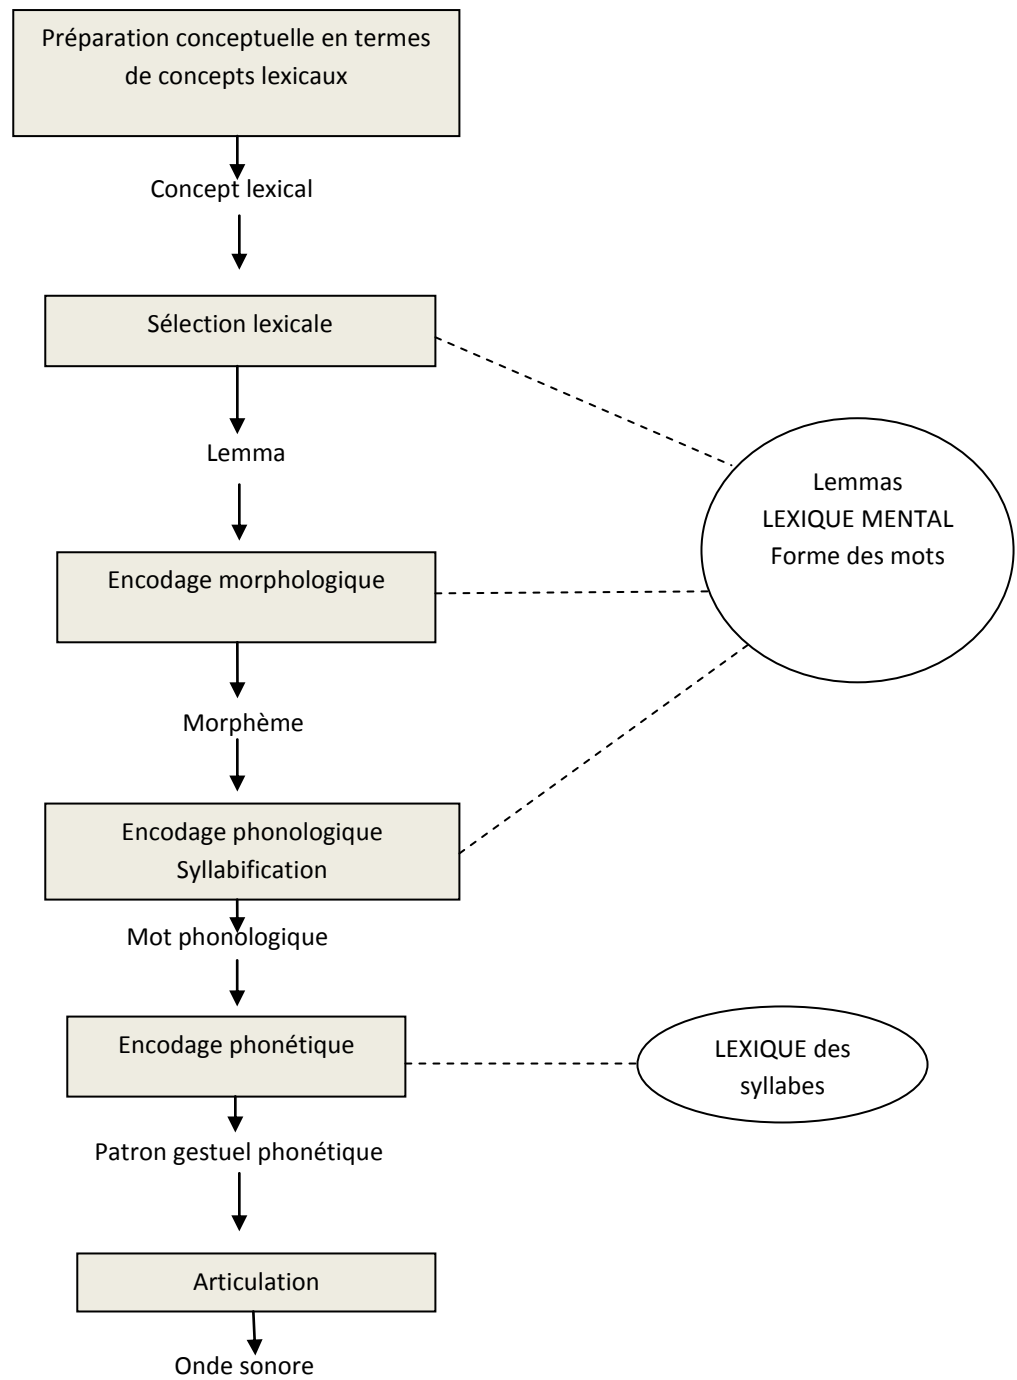 Préparation conceptuelle en termes
de concepts lexicaux
Concept lexical
Sélection lexicale
Lemma
Lemmas
LEXIQUE MENTAL
Forme des mots
Encodage morphologique
Morphème
Encodage phonologique
Syllabification
Mot phonologique
Encodage phonétique
LEXIQUE des
syllabes
Patron gestuel phonétique
Articulation
Onde sonore